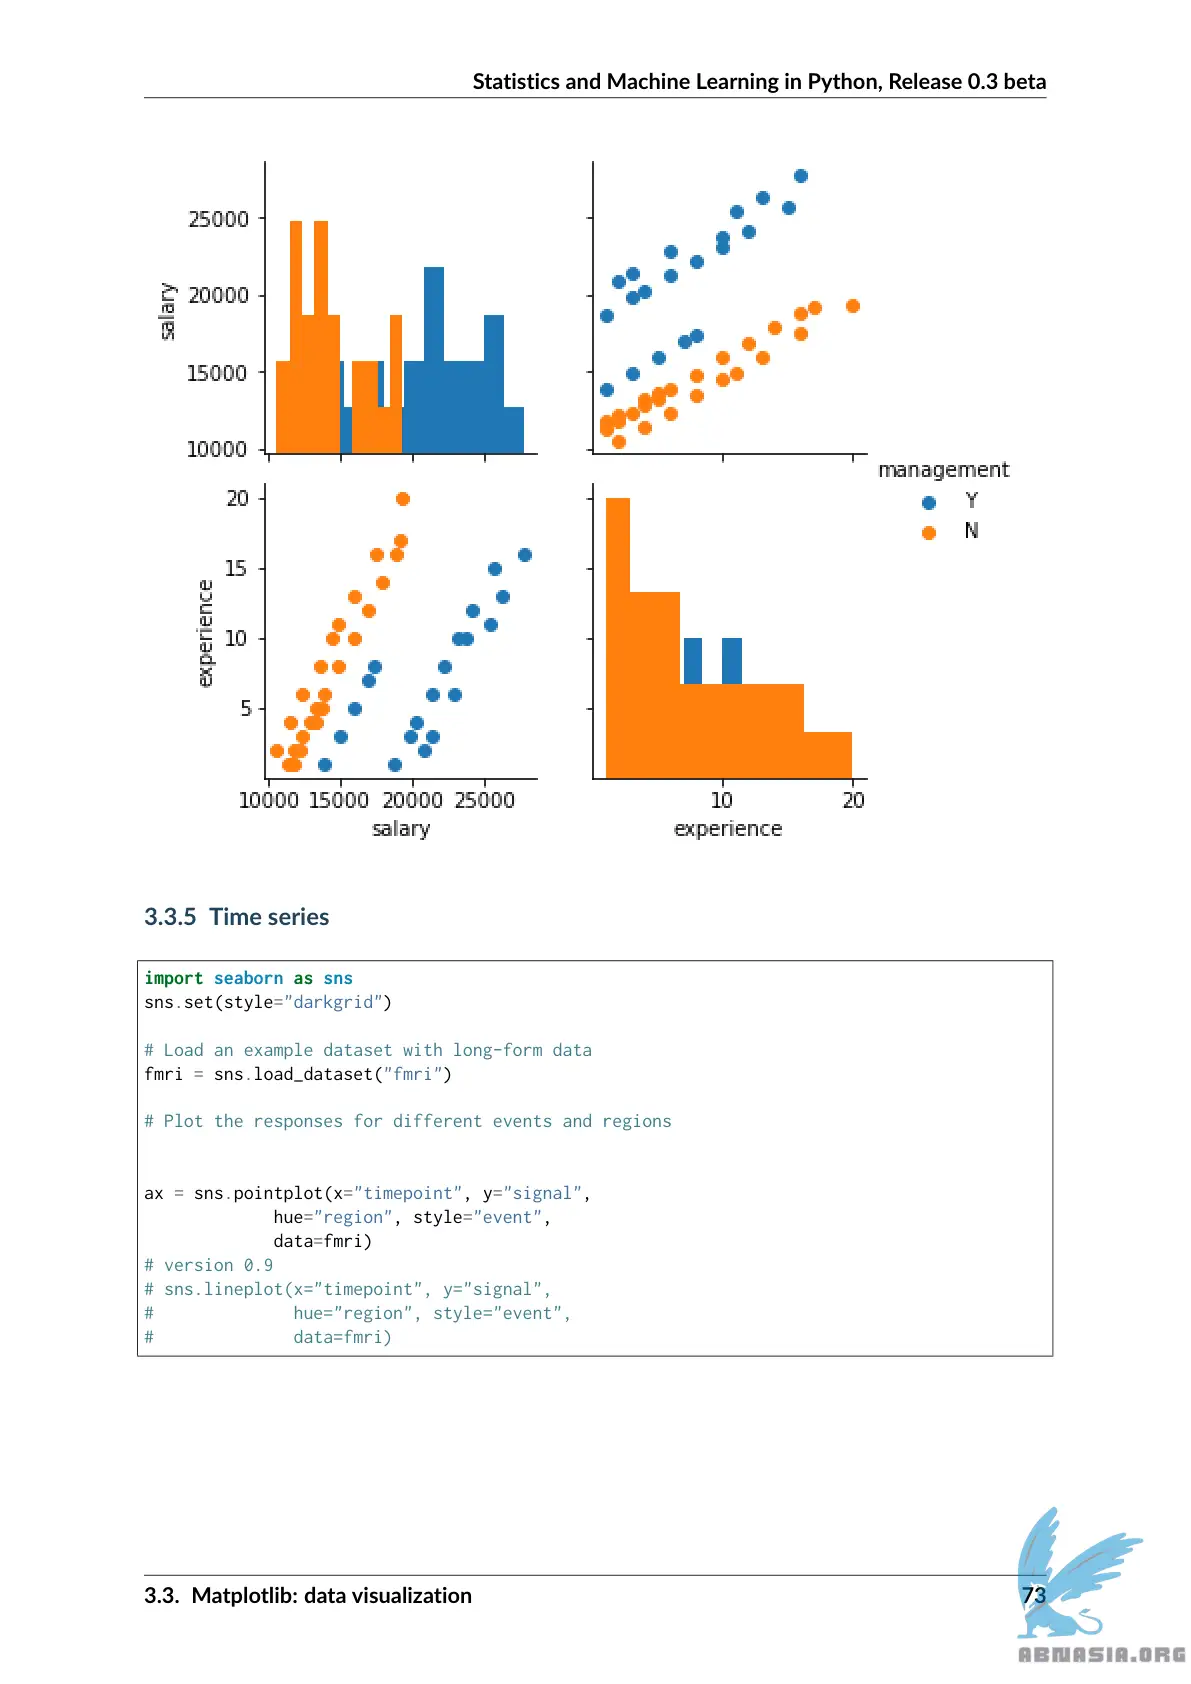 Statistics and Machine Learning in Python, Release 0.3 beta
25000
20000
15000
10000
salary
management
Y
N
20
15
10
5
experience
10000 15000 20000 25000
salary
10 20
experience
3.3.5 Time series
import seaborn as sns
sns.set(style="darkgrid")
# Load an example dataset with long-form data
fmri = sns.load_dataset("fmri")
# Plot the responses for different events and regions
ax = sns.pointplot(x="timepoint", y="signal",
hue="region", style="event",
data=fmri)
# version 0.9
# sns.lineplot(x="timepoint", y="signal",
# hue="region", style="event",
# data=fmri)
3.3. Matplotlib: data visualization 73
ABNASIA.ORG